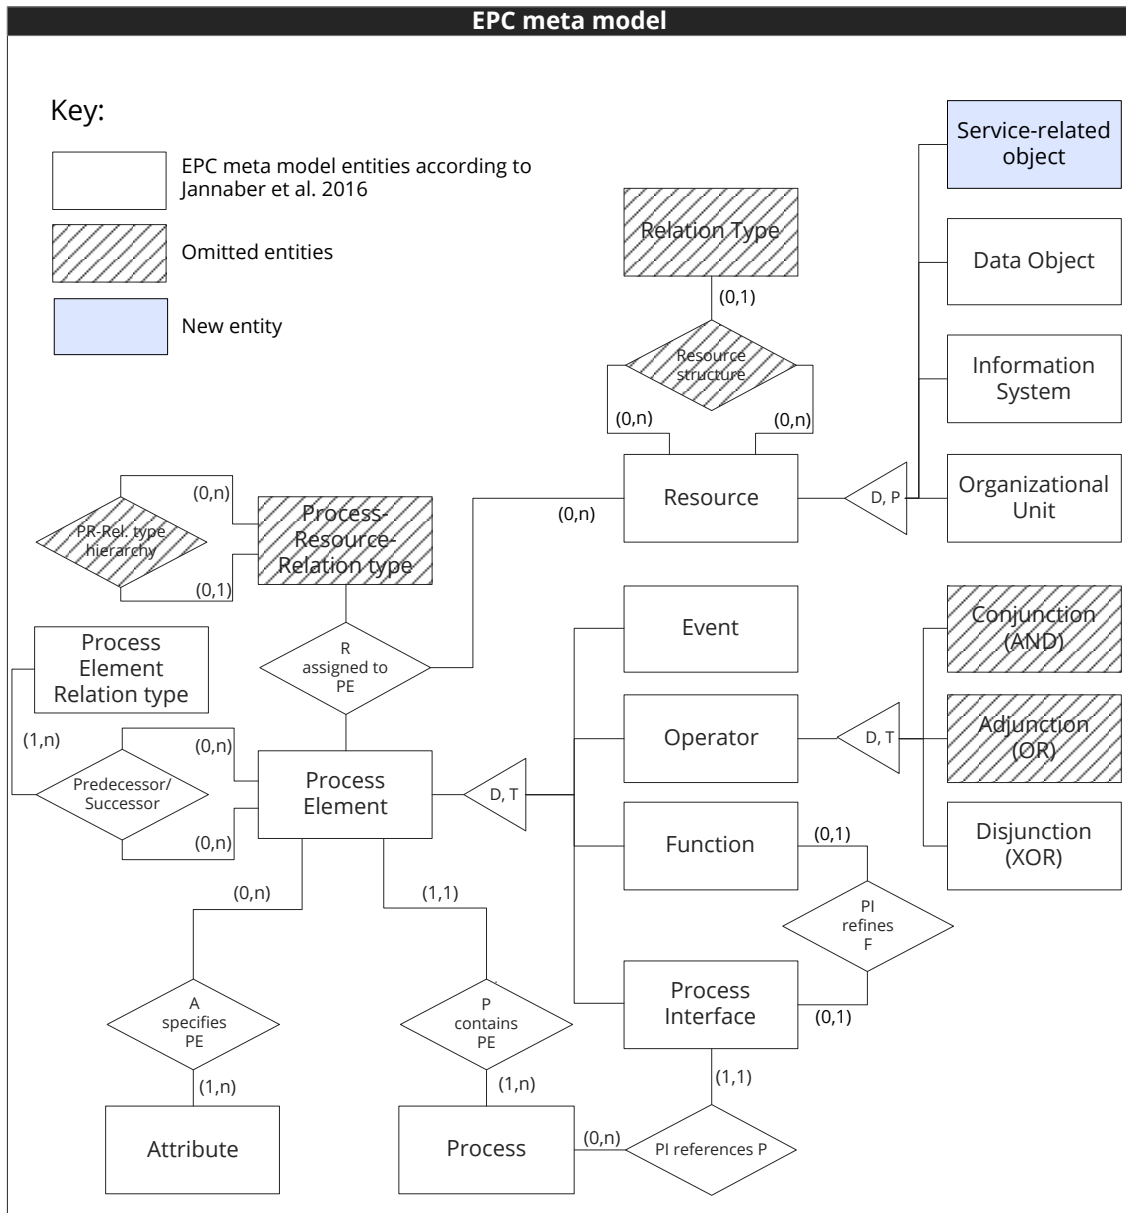 EPC meta model
Key:
EPC meta model entities according to
Jannaber et al. 2016
Omitted entities
New entity
Service-related
object
Relation Type
Data Object
(0,1)
Resource
structure
Information
System
(0,n)
(0,n)
Resource
D, P
Organizational
Unit
(0,n)
(0,n)
PR-Rel. type
hierarchy
(0,1)
Process-
Resource-
Relation type
Event
Conjunction
(AND)
Process
Element
Relation type
R
assigned to
PE
(1,n)
(0,n)
Predecessor/
Successor
(0,n)
Process
Element
D, T
Operator
D, T
Adjunction
(OR)
Function
(0,1)
Disjunction
(XOR)
(0,n)
(1,1)
PI
refines
F
A
specifies
PE
P
contains
PE
Process
Interface
(0,1)
(1,n)
(1,n)
(1,1)
Attribute
Process
(0,n)
PI references P